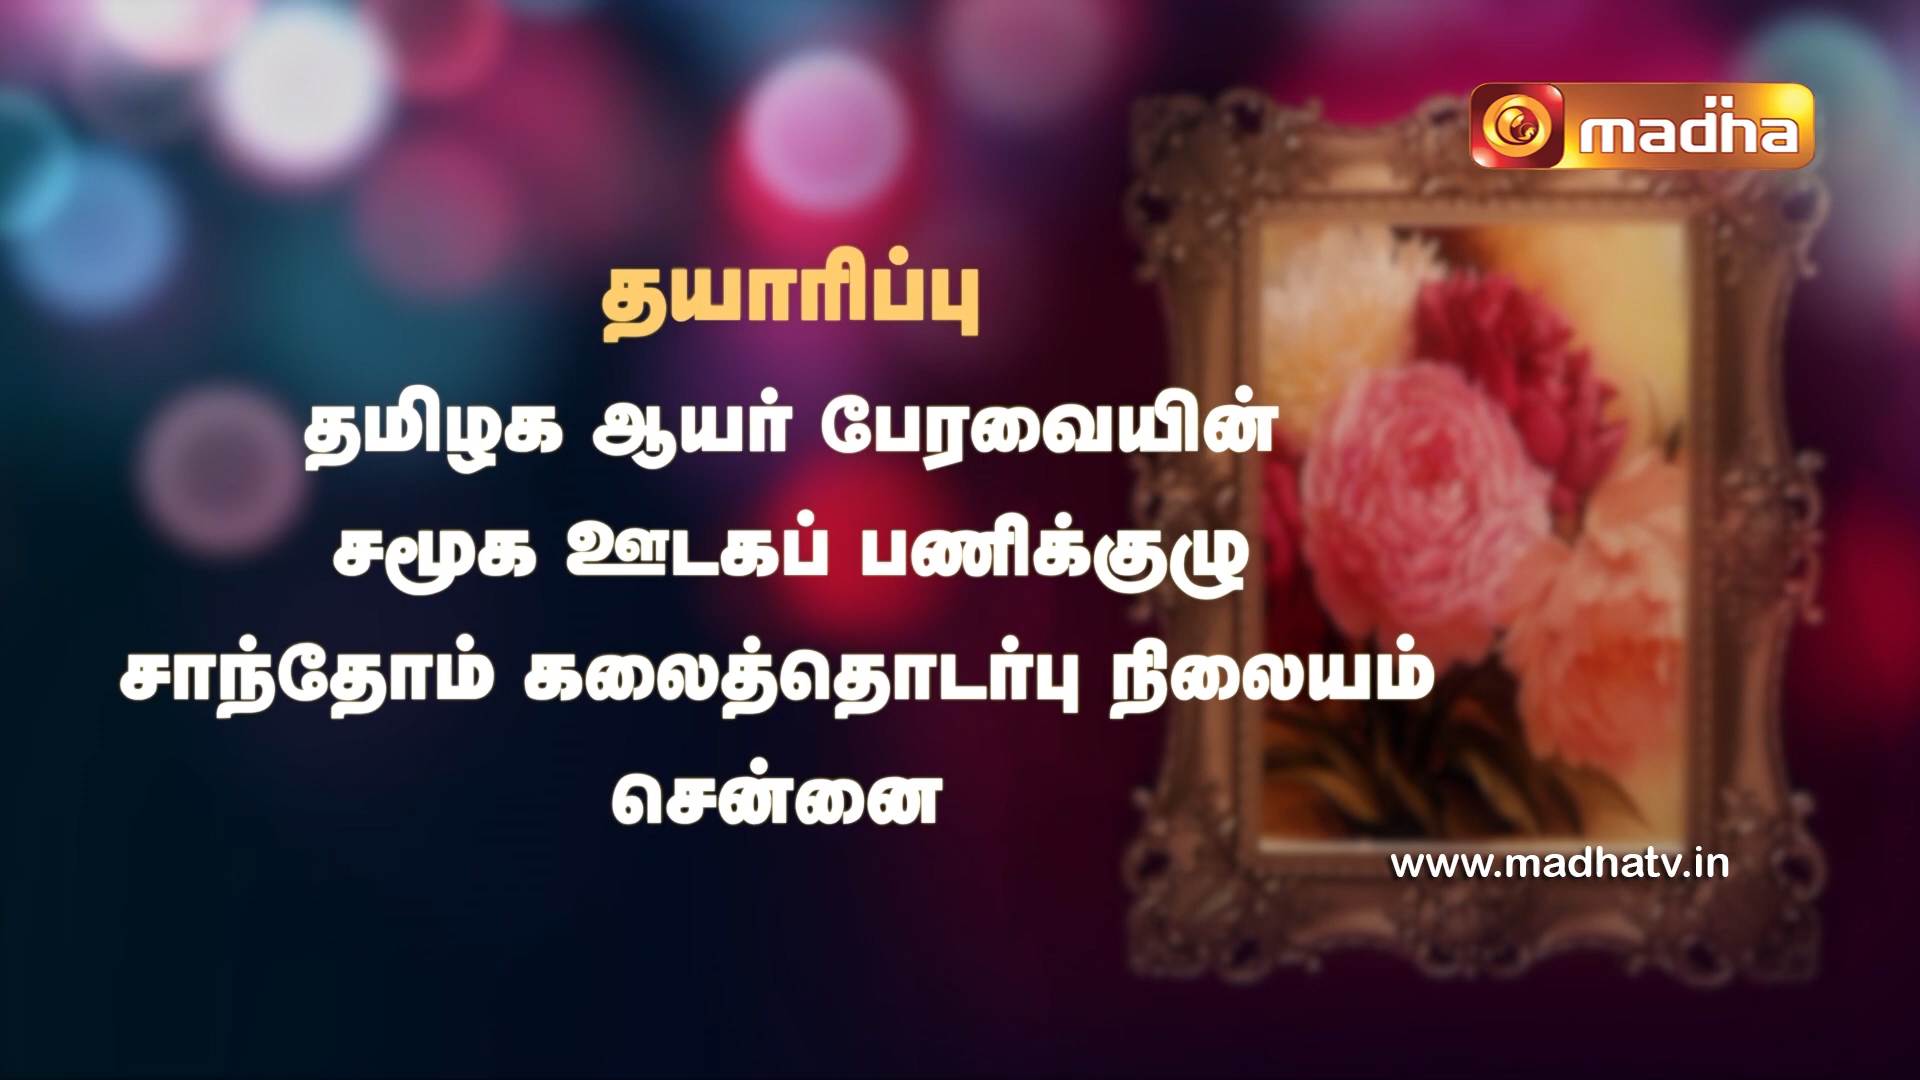 madha
தயாரிப்பு
தமிழக ஆயர் பேரவையின்
சமூக ஊடகப் பணிக்குழு
சாந்தோம் கலைத்தொடர்பு நிலையம்
சென்னை
www.madhatv.in